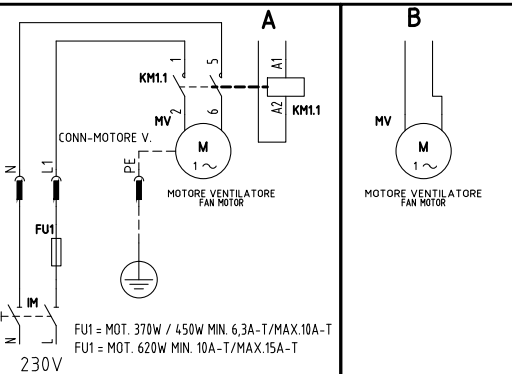 A
B
1
5
KM1.1
A1
A2
KM1.1
2
6
MV
CONN-MOTORE V.
M
1~
N
L1
PE
MOTORE VENTILATORE
FAN MOTOR
FU1
IM
N
L
230V
FU1 = MOT. 370W / 450W MIN. 6,3A-T/MAX.10A-T
FU1 = MOT. 620W MIN. 10A-T/MAX.15A-T
MV
M
1~
MOTORE VENTILATORE
FAN MOTOR